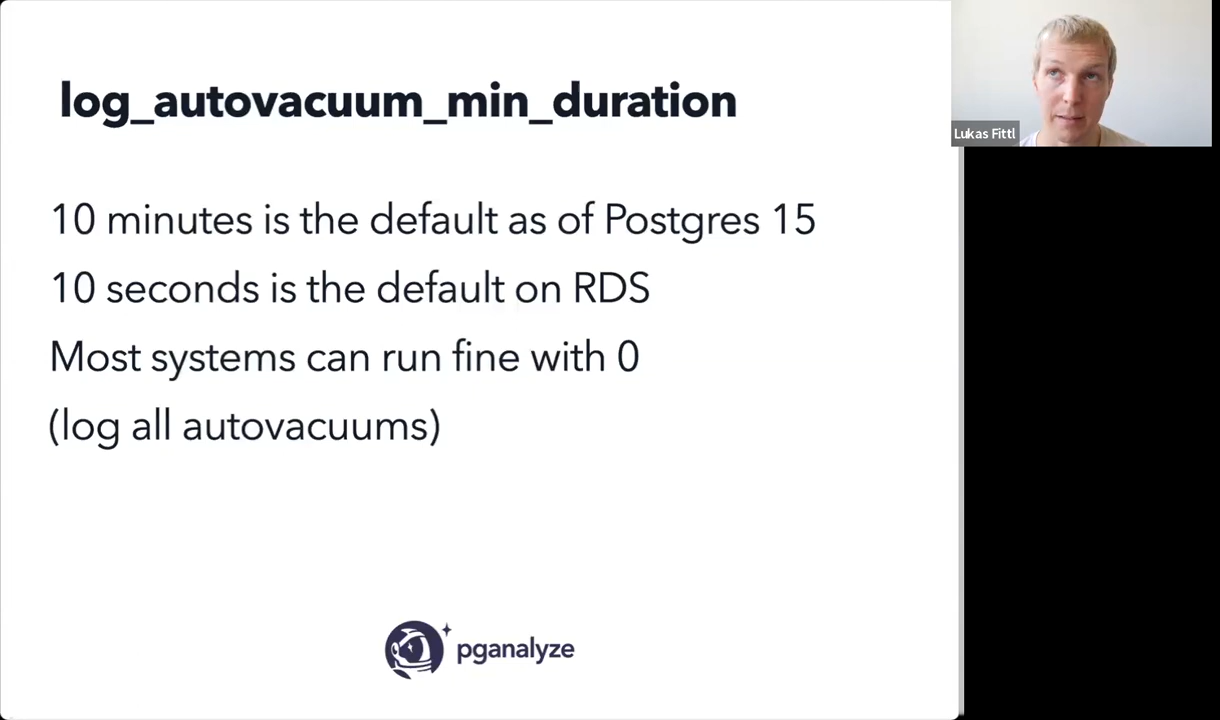 log_autovacuum_min_duration
10 minutes is the default as of Postgres 15
10 seconds is the default on RDS
Most systems can run fine with 0
(log all autovacuums)
pganalyze
Lukas Fittl